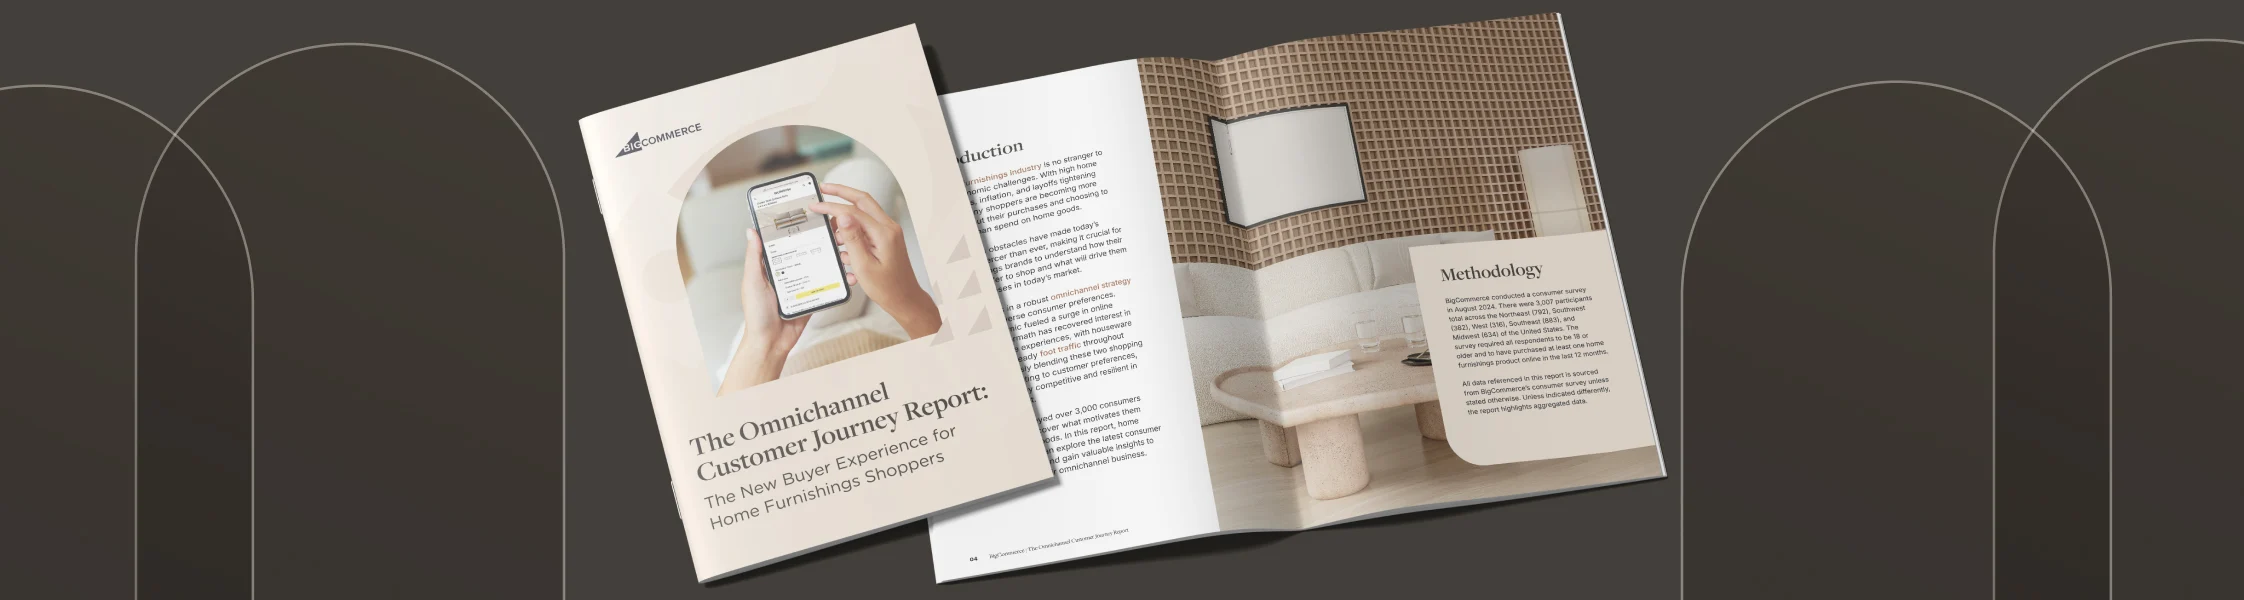 BIGCOMMERCE
The Omnichannel
Customer Journey Report:
The New Buyer Experience for
Home Furnishings Shoppers
oduction
urnishings industry is no stranger to
nomic challenges. With high home
s, inflation, and layoffs tightening
ny shoppers are becoming more
ut their purchases and choosing to
an spend on home goods.
obstacles have made today's
ercer than ever, making it crucial for
gs brands to understand how their
er to shop and what will drive them
ses in today's market.
in a robust omnichannel strategy
erse consumer preferences.
mic fueled a surge in online
rmath has recovered interest in
e experiences, with houseware
eady foot traffic throughout
ly blending these two shopping
ing to customer preferences,
y competitive and resilient in
yed over 3,000 consumers
over what motivates them
ods. In this report, home
n explore the latest consumer
nd gain valuable insights to
r omnichannel business.
04 BigCommerce / The Omnichannel Customer Journey Report
Methodology
BigCommerce conducted a consumer survey
in August 2024. There were 3,007 participants
total across the Northeast (792), Southwest
(382), West (316), Southeast (883), and
Midwest (634) of the United States. The
survey required all respondents to be 18 or
older and to have purchased at least one home
furnishings product online in the last 12 months.
All data referenced in this report is sourced
from BigCommerce's consumer survey unless
stated otherwise. Unless indicated differently,
the report highlights aggregated data.